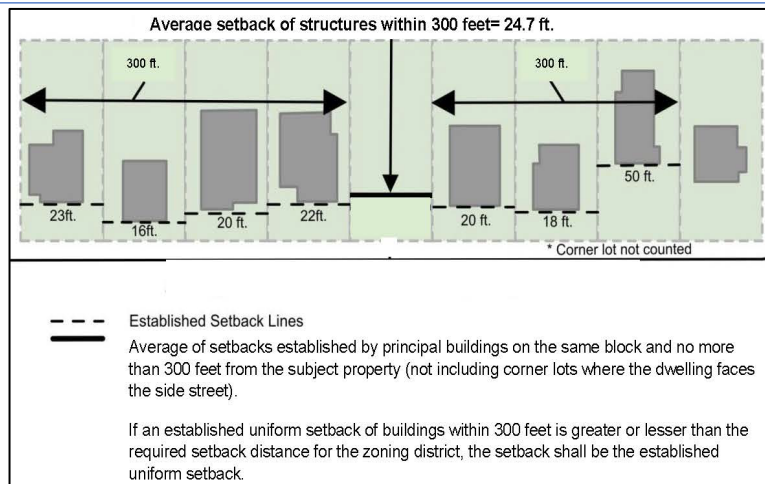 Average setback of structures within 300 feet= 24.7 ft.
300 ft.
300 ft.
23ft.
16ft.
20 ft.
22ft.
20 ft.
18 ft.
50 ft.
* Corner lot not counted
Established Setback Lines
Average of setbacks established by principal buildings on the same block and no more
than 300 feet from the subject property (not including corner lots where the dwelling faces
the side street).
If an established uniform setback of buildings within 300 feet is greater or lesser than the
required setback distance for the zoning district, the setback shall be the established
uniform setback.